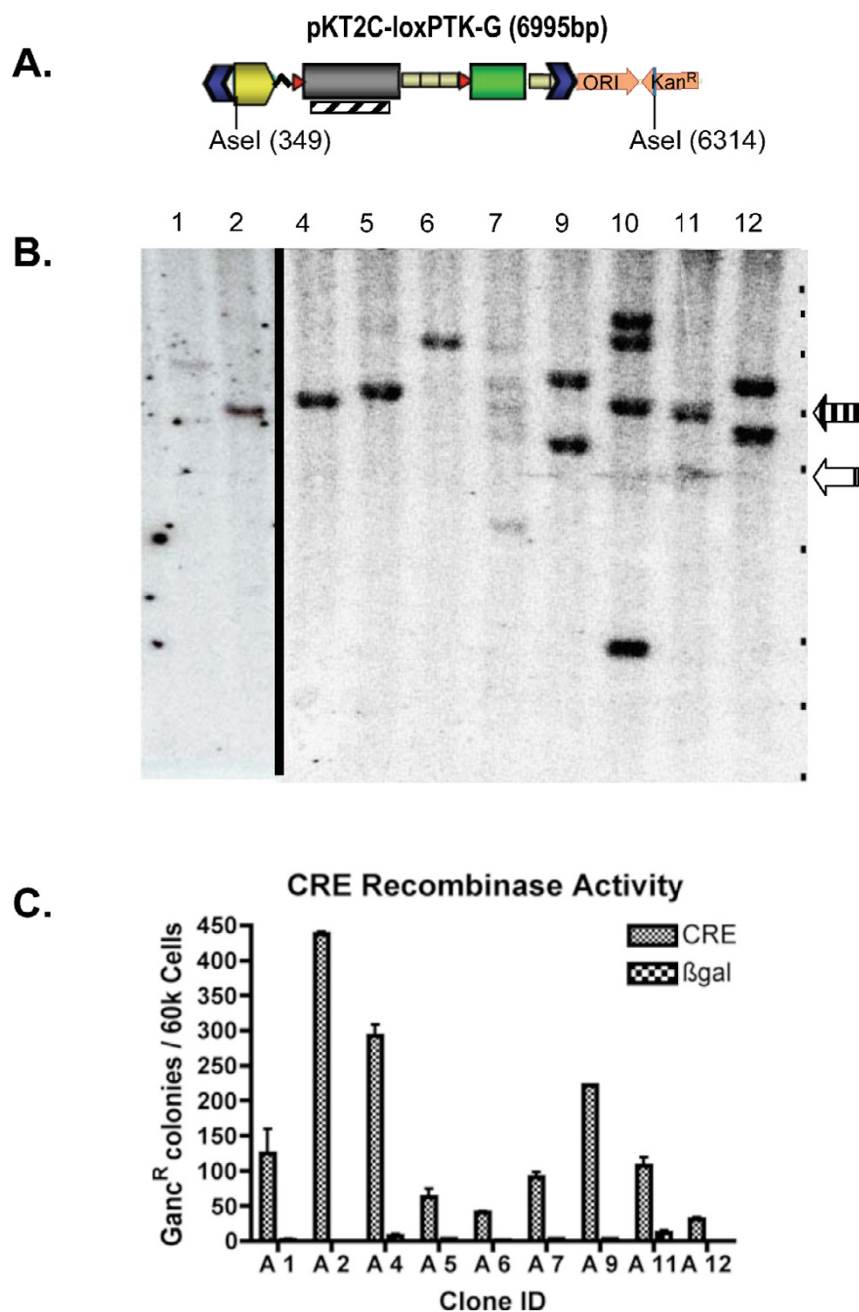 pKT2C-loxPTK-G (6995bp)
A.
ORI
Kan^R
AseI (349)
AseI (6314)
1 2 4 5 6 7 9 10 11 12
B.
C.
CRE Recombinase Activity
CRE
ßgal
450
400
350
300
250
200
150
100
50
0
Ganc^R colonies / 60k Cells
A 1 A 2 A 4 A 5 A 6 A 7 A 9 A 11 A 12
Clone ID